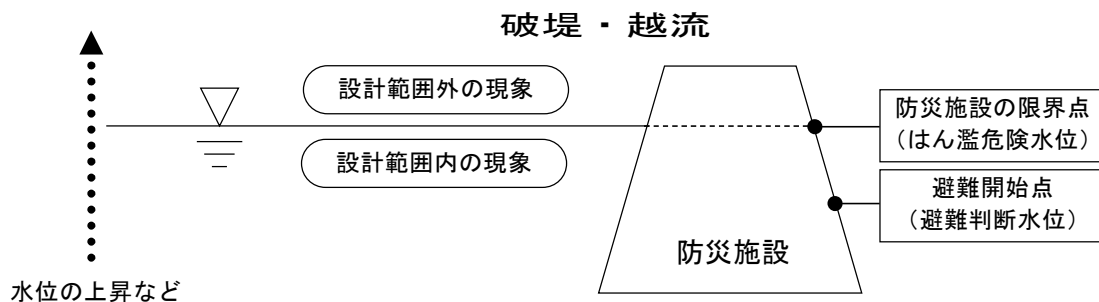 破堤・越流
設計範囲外の現象
防災施設の限界点
（はん濫危険水位）
設計範囲内の現象
避難開始点
（避難判断水位）
防災施設
水位の上昇など